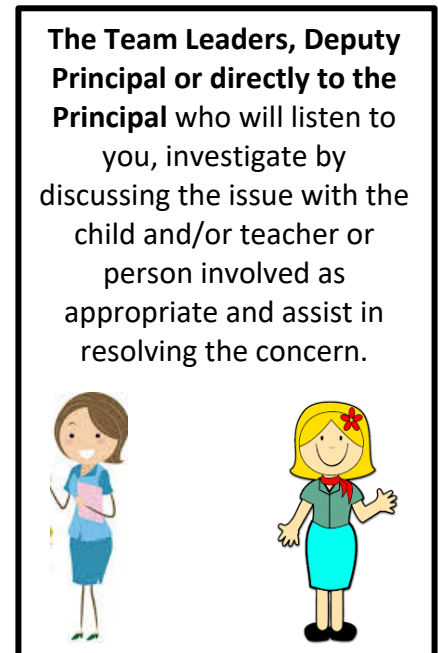 The Team Leaders, Deputy
Principal or directly to the
Principal who will listen to
you, investigate by
discussing the issue with the
child and/or teacher or
person involved as
appropriate and assist in
resolving the concern.